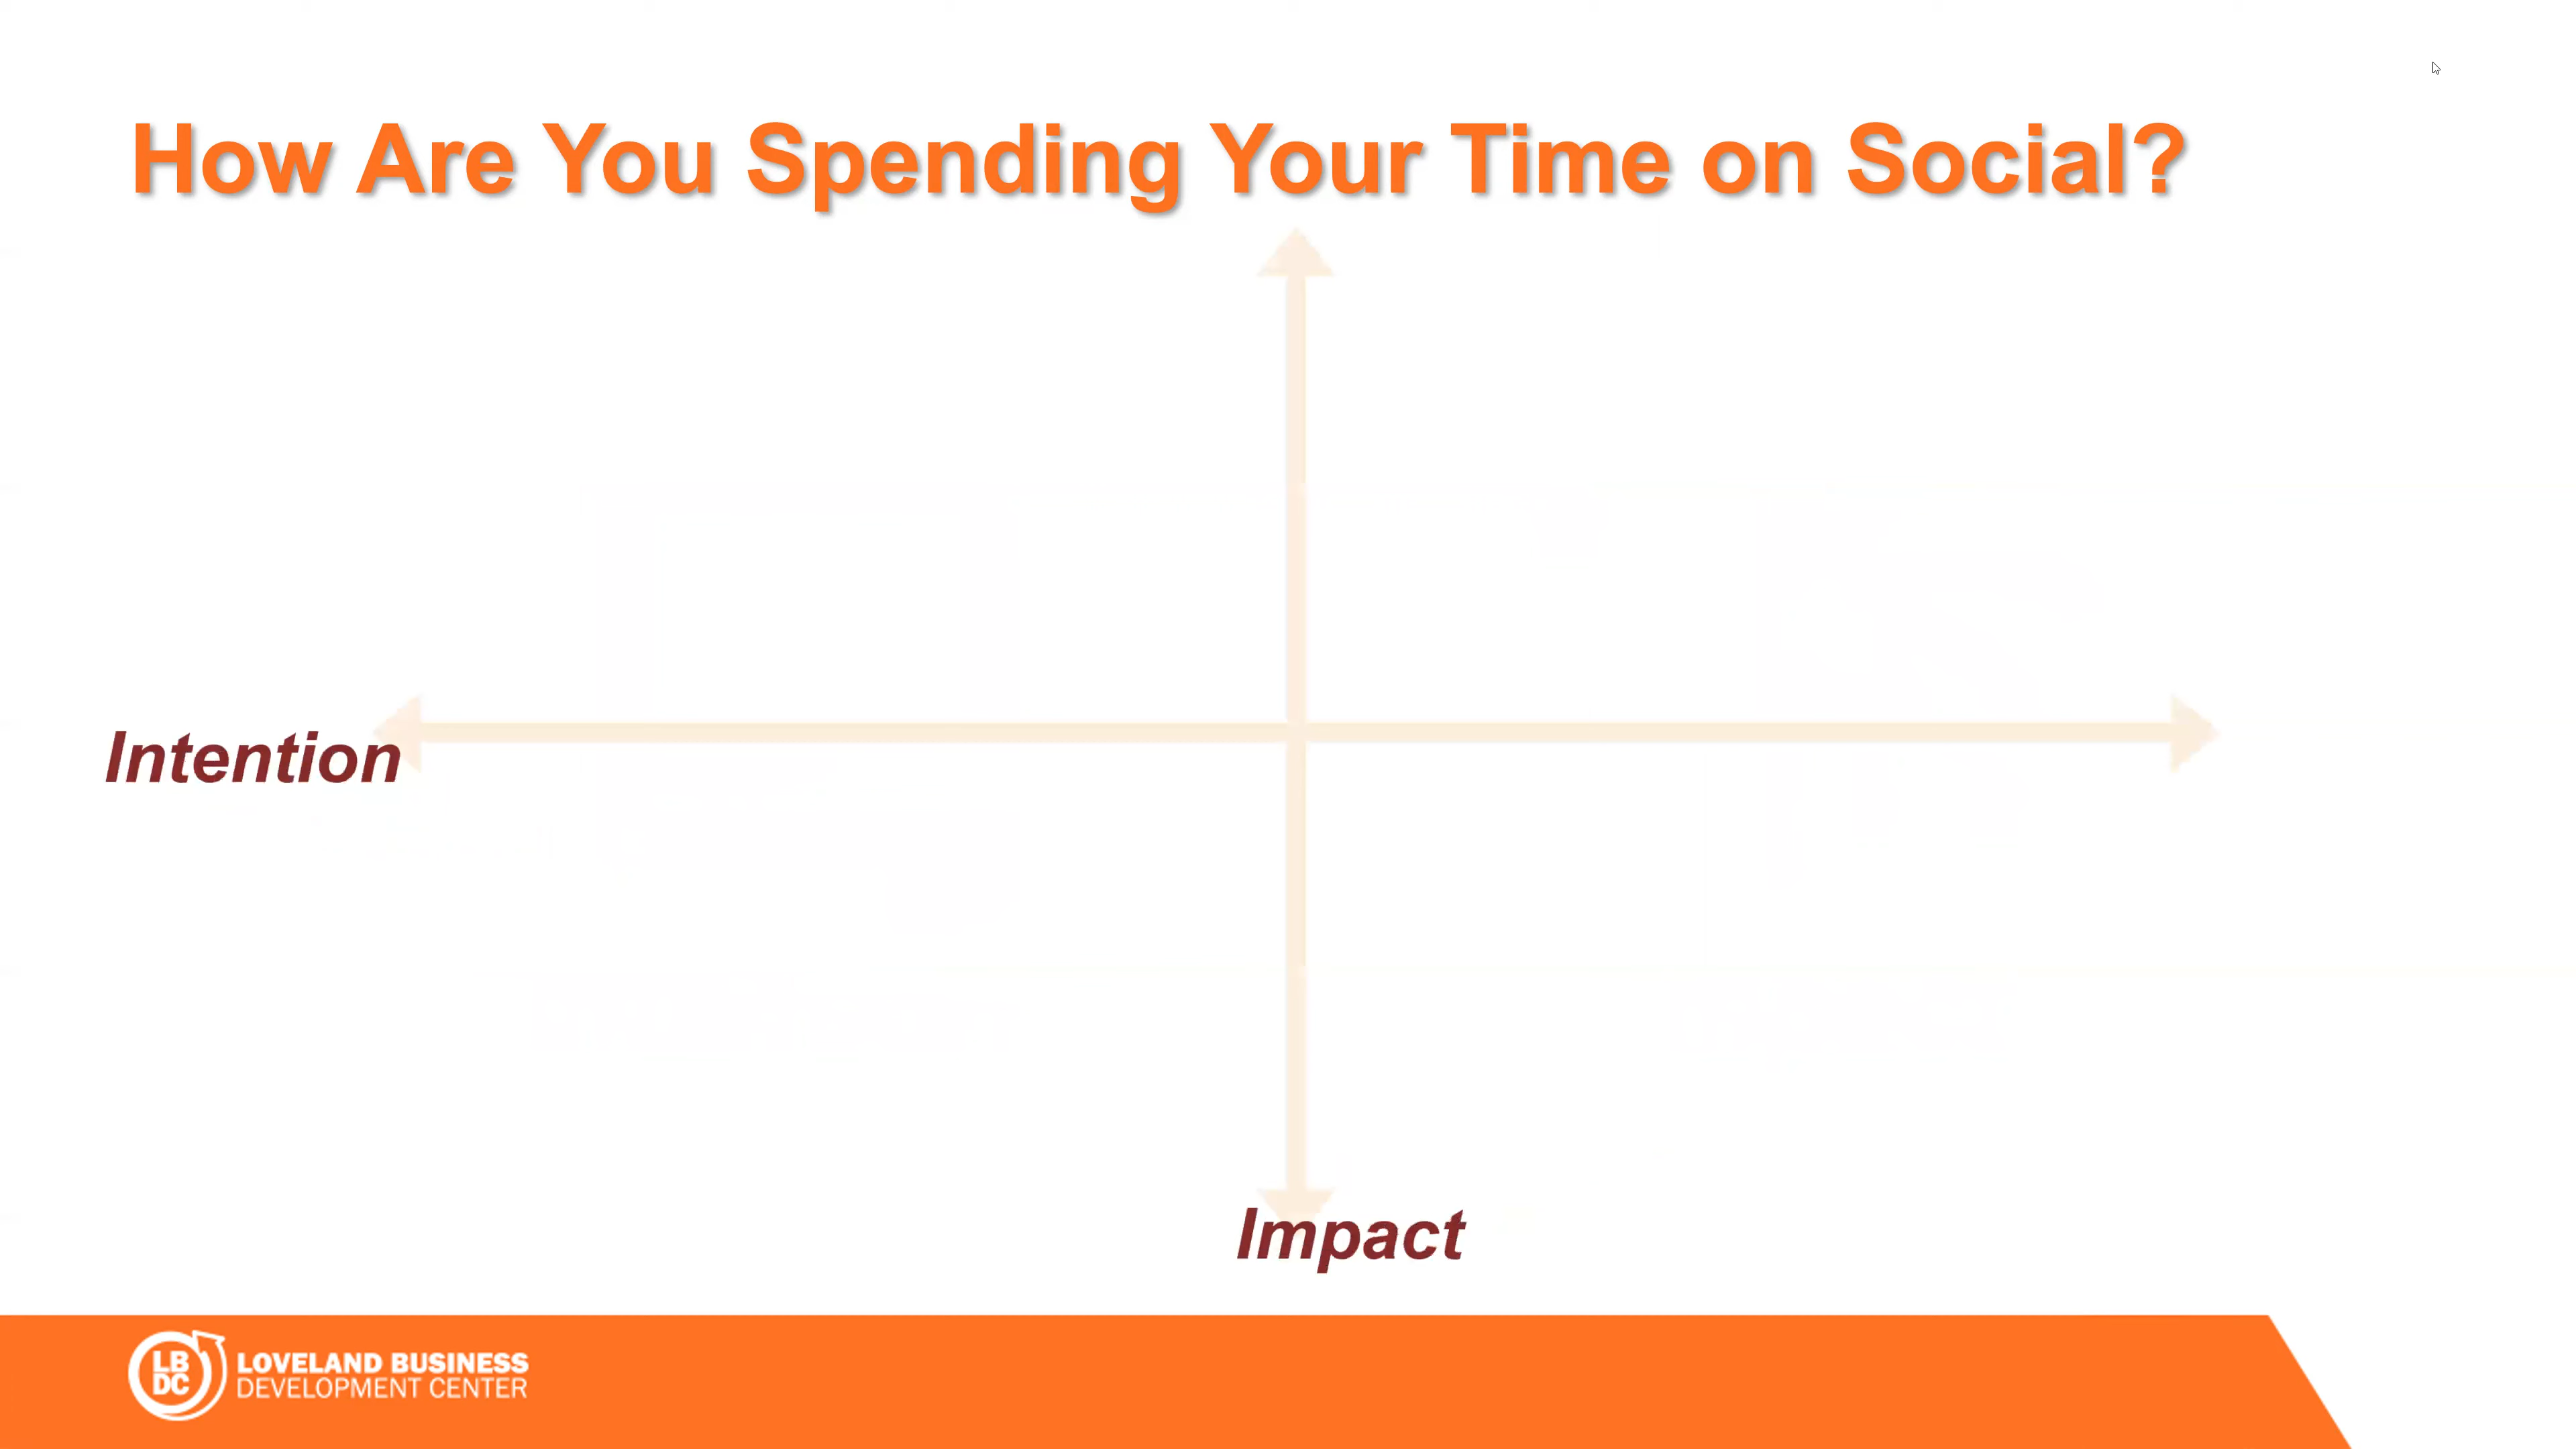 How Are You Spending Your Time on Social?
Intention
Impact
LB
DC
LOVELAND BUSINESS
DEVELOPMENT CENTER